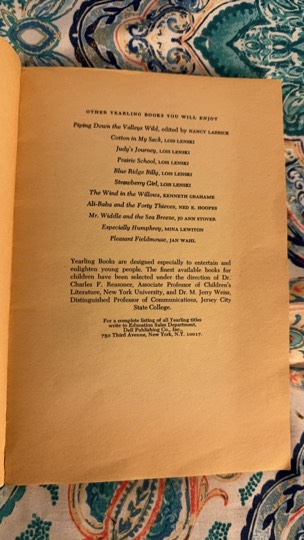 OTHER YEARLING BOOKS YOU WILL ENJOY
Piping Down the Valleys Wild, edited by NANCY LARRICK
Cotton in My Sack, LOIS LENSKI
Judy's Journey, LOIS LENSKI
Prairie School, LOIS LENSKI
Blue Ridge Billy, LOIS LENSKI
Strawberry Girl, LOIS LENSKI
The Wind in the Willows, KENNETH GRAHAME
Ali-Baba and the Forty Thieves, NED E. HOOPES
Mr. Widdle and the Sea Breeze, JO ANN STOVER
Especially Humphrey, MINA LEWITON
Pleasant Fieldmouse, JAN WAHL
Yearling Books are designed especially to entertain and
enlighten young people. The finest available books for
children have been selected under the direction of Dr.
Charles F. Reasoner, Associate Professor of Children's
Literature, New York University, and Dr. M. Jerry Weiss,
Distinguished Professor of Communications, Jersey City
State College.
For a complete listing of all Yearling titles
write to Education Sales Department,
Dell Publishing Co., Inc.,
750 Third Avenue, New York, N.Y. 10017.